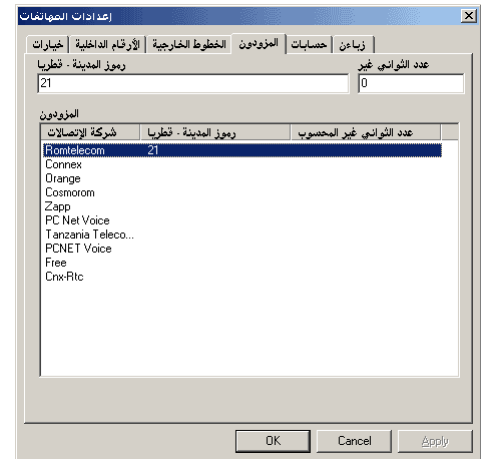 إعدادات المهاتفات
خيارات الأرقام الداخلية الخطوط الخارجية المزودون حسابات زباءن
رموز المدينة - قطريا عدد الثواني غير
21 0
المزودون
شركة الإتصالات رموز المدينة - قطريا عدد الثواني غير المحسوب
Romtelecom 21
Connex
Orange
Cosmorom
Zapp
PC Net Voice
Tanzania Teleco...
PCNET Voice
Free
Cnx-Rtc
OK Cancel Apply